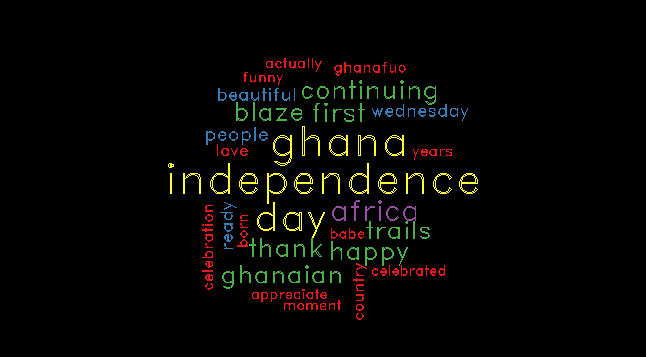 actually
ghanafuo
funny
beautiful
continuing
blaze
first
wednesday
people
ghana
love
years
independence
day
africa
celebration
ready
born
babe
trails
thank
happy
ghanaian
celebrated
country
appreciate
moment